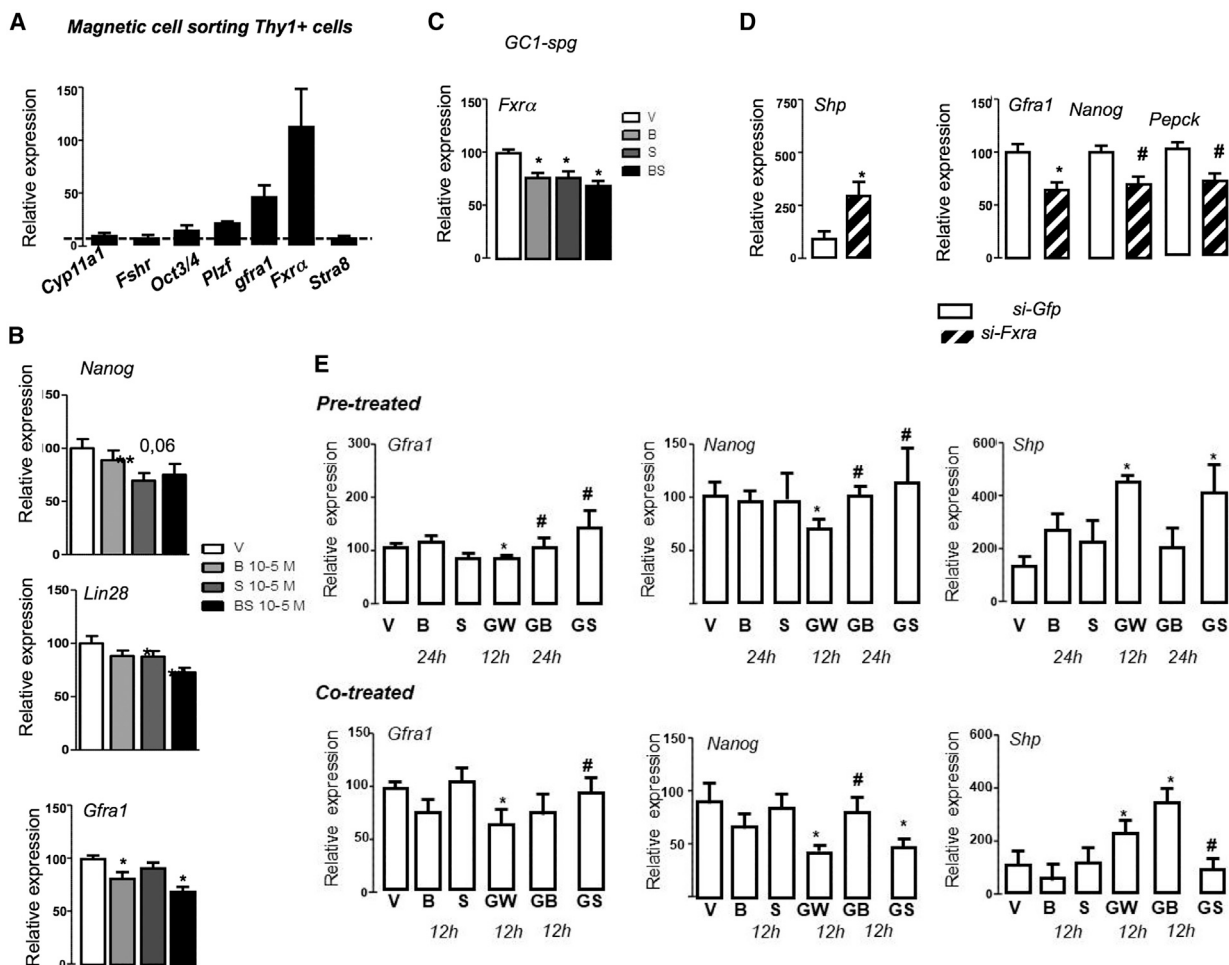 A
Magnetic cell sorting Thy1+ cells
Relative expression
150
100
50
0
Cyp11a1
Fshr
Oct3/4
Plzf
gfra1
Fxrα
Stra8
B
Nanog
Relative expression
150
100
50
0
**
0,06
V
B 10-5 M
S 10-5 M
BS 10-5 M
Lin28
Relative expression
150
100
50
0
*
*
Gfra1
Relative expression
150
100
50
0
*
*
C
GC1-spg
Fxrα
Relative expression
150
100
50
0
* * *
V
B
S
BS
D
Shp
Relative expression
750
500
250
0
*
Gfra1
Nanog
Pepck
Relative expression
150
100
50
0
* # #
si-Gfp
si-Fxra
E
Pre-treated
Gfra1
Relative expression
300
200
100
0
* # #
V B S GW GB GS
24h 12h 24h
Nanog
Relative expression
150
100
50
* # #
V B S GW GB GS
24h 12h 24h
Shp
Relative expression
600
400
200
0
* *
V B S GW GB GS
24h 12h 24h
Co-treated
Gfra1
Relative expression
150
100
50
0
* #
V B S GW GB GS
12h 12h 12h
Nanog
Relative expression
150
100
50
* # *
V B S GW GB GS
12h 12h 12h
Shp
Relative expression
600
400
200
0
* * #
V B S GW GB GS
12h 12h 12h